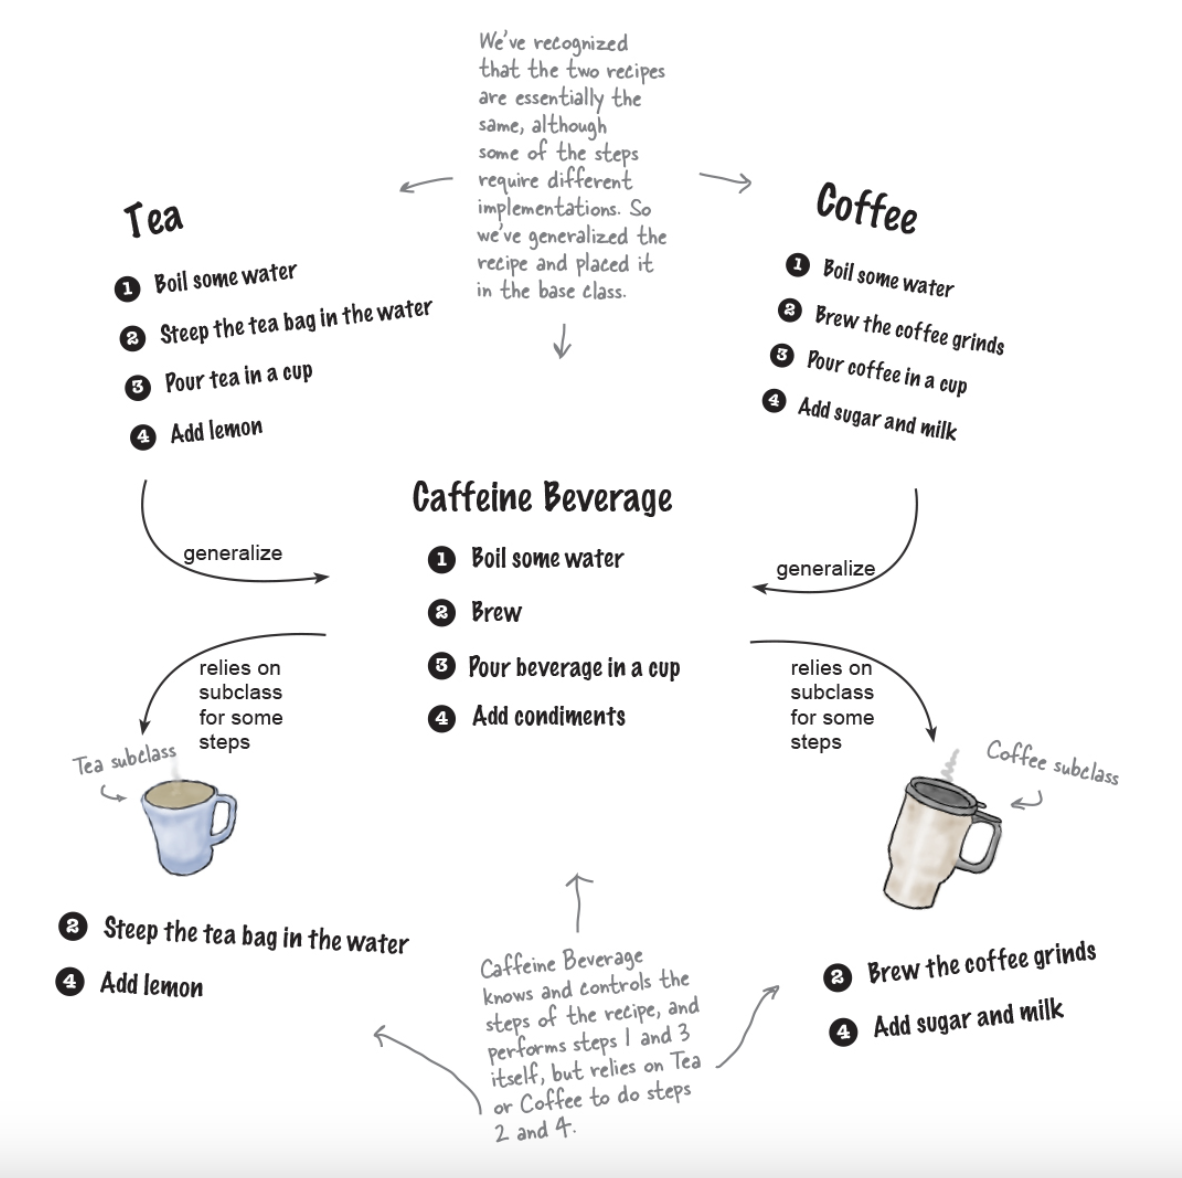 We've recognized
that the two recipes
are essentially the
same, although
some of the steps
require different
implementations. So
we've generalized the
recipe and placed it
in the base class.
Tea
1 Boil some water
2 Steep the tea bag in the water
3 Pour tea in a cup
4 Add lemon
Coffee
1 Boil some water
2 Brew the coffee grinds
3 Pour coffee in a cup
4 Add sugar and milk
generalize
generalize
Caffeine Beverage
1 Boil some water
2 Brew
3 Pour beverage in a cup
4 Add condiments
relies on
subclass
for some
steps
relies on
subclass
for some
steps
Tea subclass
Coffee subclass
2 Steep the tea bag in the water
4 Add lemon
Caffeine Beverage
knows and controls the
steps of the recipe, and
performs steps 1 and 3
itself, but relies on Tea
or Coffee to do steps
2 and 4.
2 Brew the coffee grinds
4 Add sugar and milk